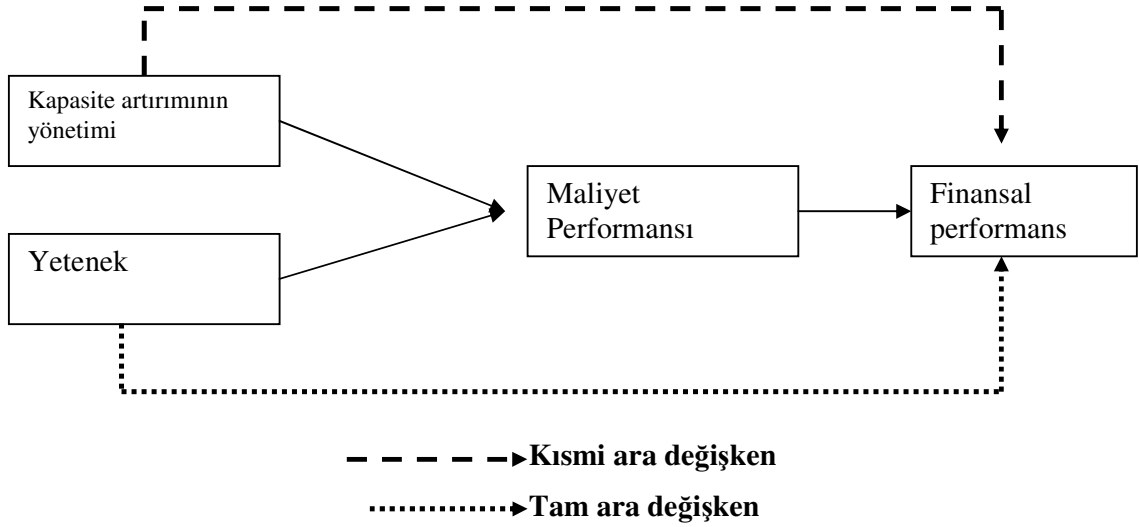 Kapasite artırımının
yönetimi
Maliyet
Performansı
Finansal
performans
Yetenek
Kısmi ara değişken
Tam ara değişken